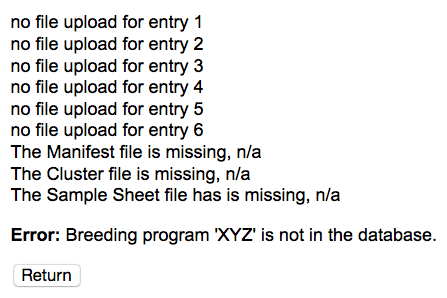 no file upload for entry 1
no file upload for entry 2
no file upload for entry 3
no file upload for entry 4
no file upload for entry 5
no file upload for entry 6
The Manifest file is missing, n/a
The Cluster file is missing, n/a
The Sample Sheet file has is missing, n/a
Error: Breeding program 'XYZ' is not in the database.
Return